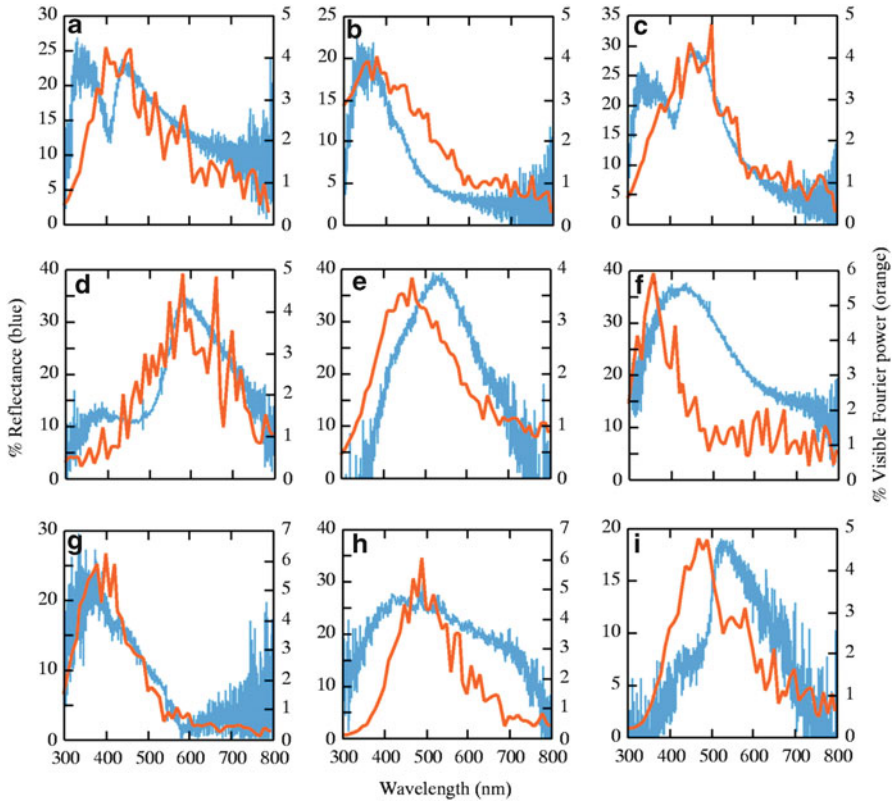 a b c
30 5 25 5 35 5
25 4 20 4 30 4
20 3 15 3 25 3
15 2 10 2 20 2
10 1 5 1 15 1
5 0 0 0 10 0
0 5
0
300 400 500 600 700 800 300 400 500 600 700 800 300 400 500 600 700 800
d e f
40 5 40 4 40 6
30 4 30 3 30 5
20 3 20 2 20 4
10 2 10 1 10 3
0 1 0 0 0 2
0 1
0
300 400 500 600 700 800 300 400 500 600 700 800 300 400 500 600 700 800
g h i
30 7 40 7 20 5
20 6 30 6 15 4
10 5 20 5 10 3
0 4 10 4 5 2
3 0 3 0 1
2 2 0
1 1
0 0
300 400 500 600 700 800 300 400 500 600 700 800 300 400 500 600 700 800
% Reflectance (blue)
% Visible Fourier power (orange)
Wavelength (nm)